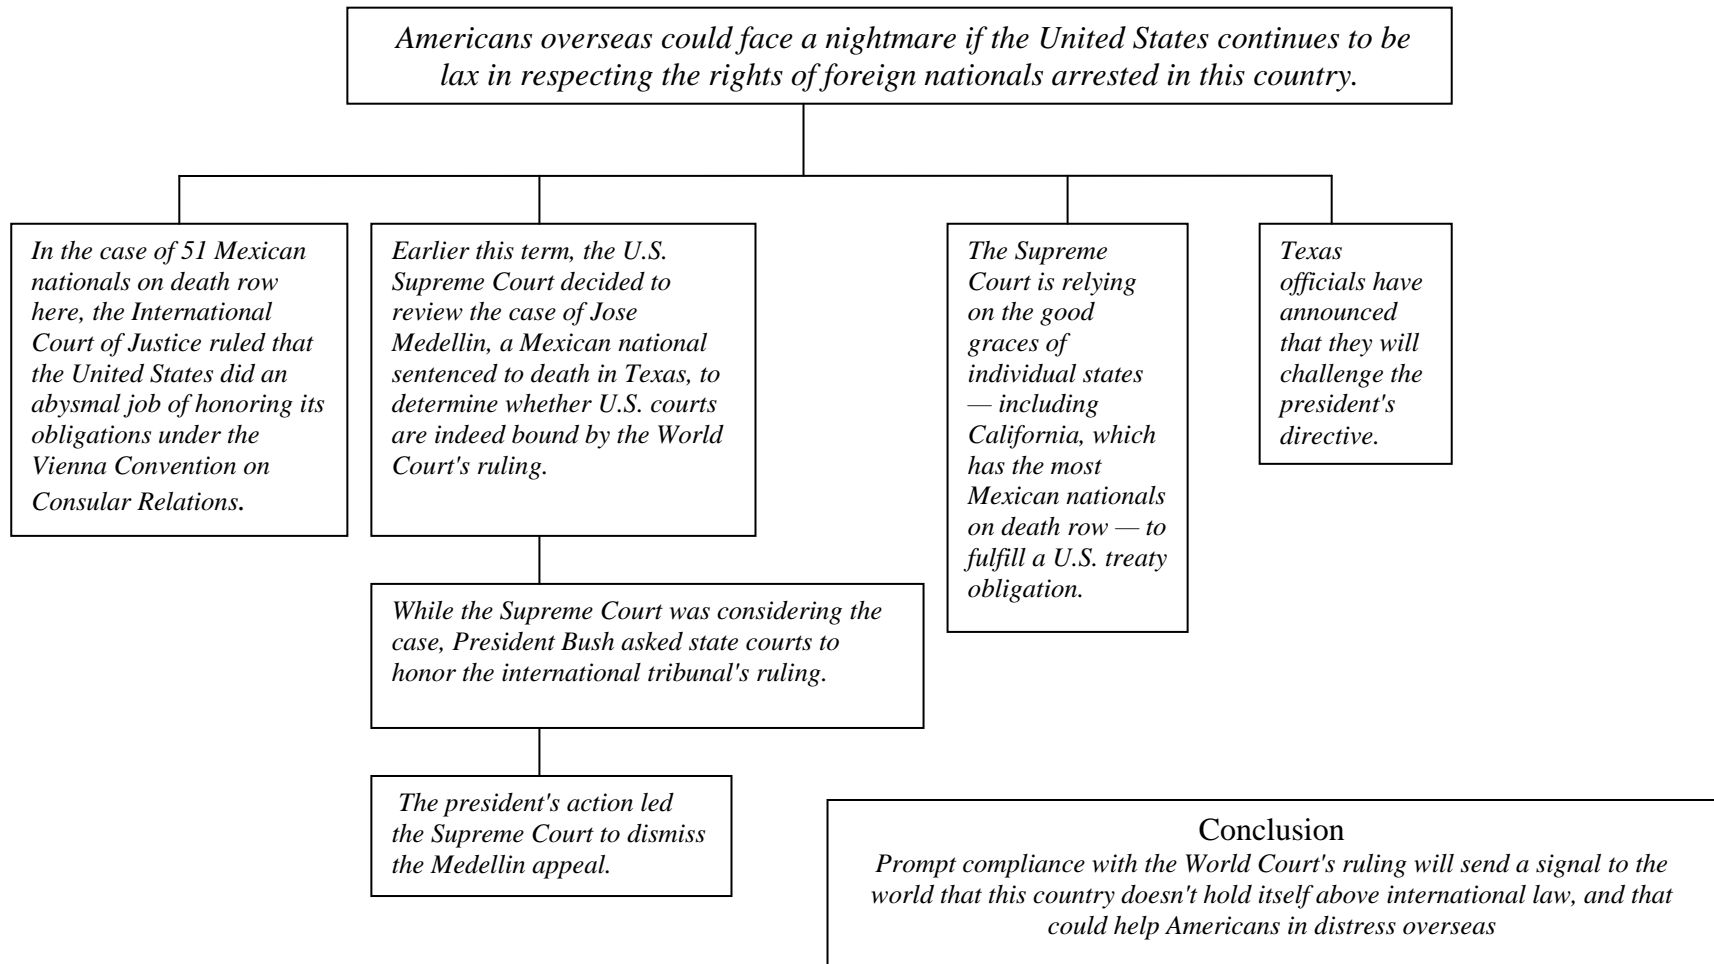 Americans overseas could face a nightmare if the United States continues to be
lax in respecting the rights of foreign nationals arrested in this country.
In the case of 51 Mexican
nationals on death row
here, the International
Court of Justice ruled that
the United States did an
abysmal job of honoring its
obligations under the
Vienna Convention on
Consular Relations.
Earlier this term, the U.S.
Supreme Court decided to
review the case of Jose
Medellin, a Mexican national
sentenced to death in Texas, to
determine whether U.S. courts
are indeed bound by the World
Court's ruling.
The Supreme
Court is relying
on the good
graces of
individual states
— including
California, which
has the most
Mexican nationals
on death row — to
fulfill a U.S. treaty
obligation.
Texas
officials have
announced
that they will
challenge the
president's
directive.
While the Supreme Court was considering the
case, President Bush asked state courts to
honor the international tribunal's ruling.
The president's action led
the Supreme Court to dismiss
the Medellin appeal.
Conclusion
Prompt compliance with the World Court's ruling will send a signal to the
world that this country doesn't hold itself above international law, and that
could help Americans in distress overseas